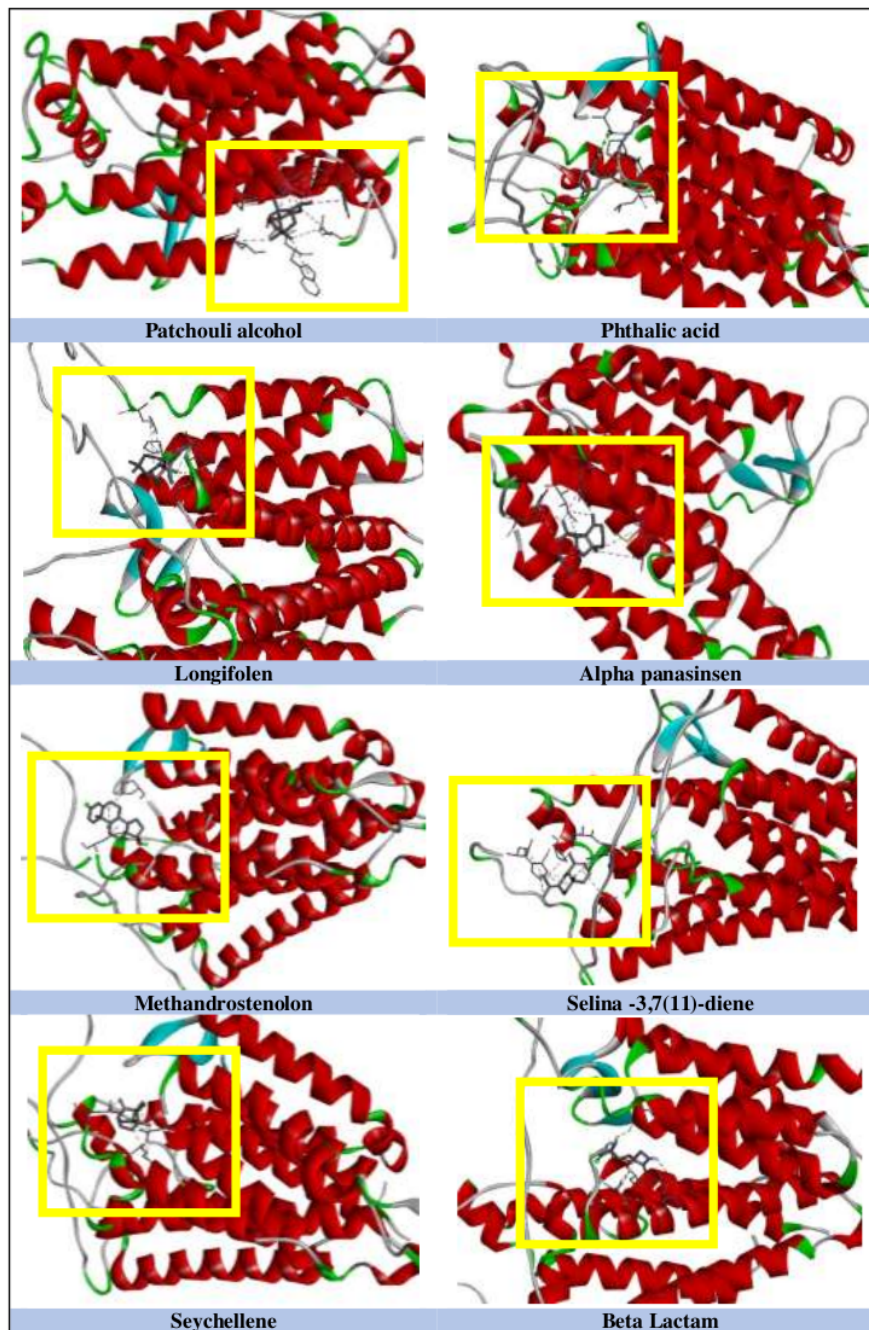 Patchouli alcohol
Phthalic acid
Longifolen
Alpha panasinsen
Methandrostenolon
Selina -3,7(11)-diene
Seychellene
Beta Lactam